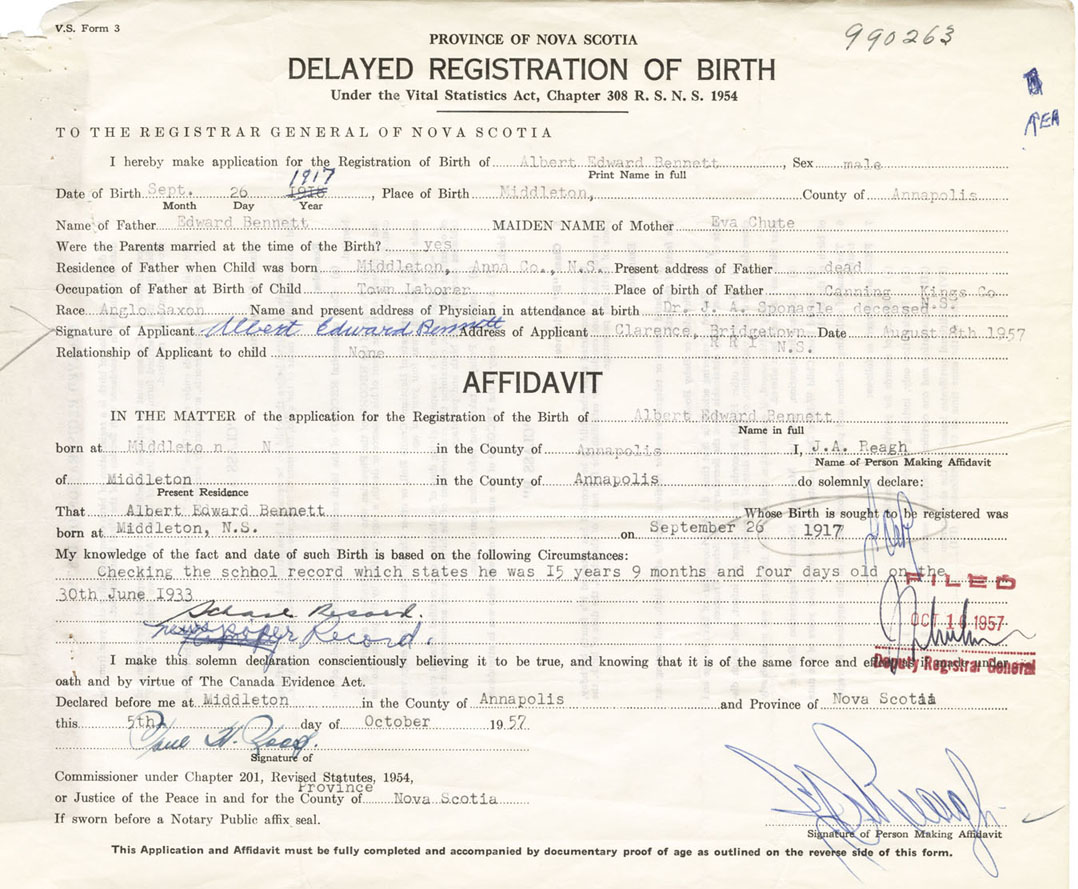 V.S. Form 3
990263
PROVINCE OF NOVA SCOTIA
DELAYED REGISTRATION OF BIRTH
Under the Vital Statistics Act, Chapter 308 R. S. N. S. 1954
REA
TO THE REGISTRAR GENERAL OF NOVA SCOTIA
I hereby make application for the Registration of Birth of Albert Edward Bennett, Sex male
Print Name in full
1917
Date of Birth Sept. 26 1916, Place of Birth Middleton, County of Annapolis
Month Day Year
Name of Father Edward Bennett MAIDEN NAME of Mother Eva Chute
Were the Parents married at the time of the Birth? yes
Residence of Father when Child was born Middleton, Anna Co., N.S. Present address of Father dead
Occupation of Father at Birth of Child Town Laborer Place of birth of Father Canning Kings Co
N.S.
Race Anglo Saxon Name and present address of Physician in attendance at birth Dr. J. A. Sponagle deceased
Signature of Applicant Albert Edward Bennett Address of Applicant Clarence, Bridgetown Date August 8th 1957
R R I N.S.
Relationship of Applicant to child None
AFFIDAVIT
IN THE MATTER of the application for the Registration of the Birth of Albert Edward Bennett
Name in full
born at Middleto n N in the County of Annapolis I, J.A. Reagh
Name of Person Making Affidavit
of Middleton in the County of Annapolis do solemnly declare:
Present Residence
That Albert Edward Bennett Whose Birth is sought to be registered was
born at Middleton, N.S. on September 26 1917
My knowledge of the fact and date of such Birth is based on the following Circumstances:
Checking the school record which states he was I5 years 9 months and four days old on the
30th June I933
FILED
School Record.
OCT 16 1957
newspaper Record.
I make this solemn declaration conscientiously believing it to be true, and knowing that it is of the same force and effect as if made under
Deputy Registrar General
oath and by virtue of The Canada Evidence Act.
Declared before me at Middleton in the County of Annapolis and Province of Nova Scotia
this 5th day of October 1957
Signature of
Commissioner under Chapter 201, Revised Statutes, 1954,
Province
or Justice of the Peace in and for the County of Nova Scotia
If sworn before a Notary Public affix seal.
J A Reagh
Signature of Person Making Affidavit
This Application and Affidavit must be fully completed and accompanied by documentary proof of age as outlined on the reverse side of this form.